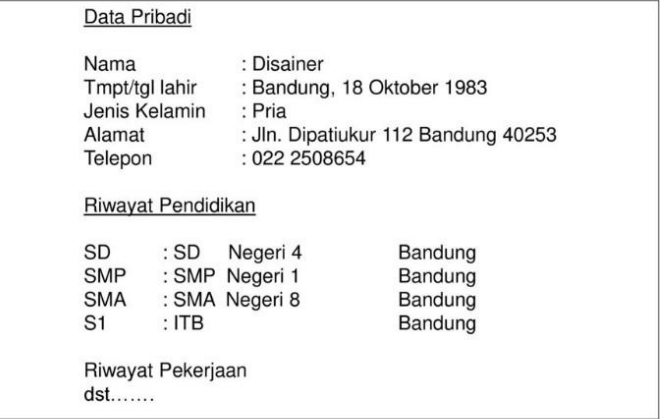 Data Pribadi
Nama : Disainer
Tmpt/tgl lahir : Bandung, 18 Oktober 1983
Jenis Kelamin : Pria
Alamat : Jln. Dipatiukur 112 Bandung 40253
Telepon : 022 2508654
Riwayat Pendidikan
SD : SD Negeri 4 Bandung
SMP : SMP Negeri 1 Bandung
SMA : SMA Negeri 8 Bandung
S1 : ITB Bandung
Riwayat Pekerjaan
dst.......